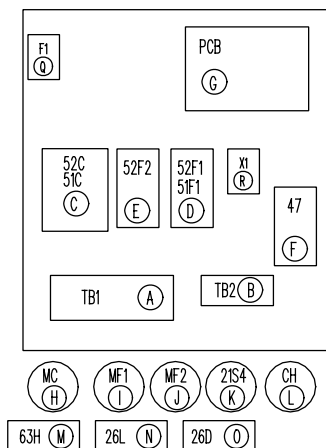 F1
Q
PCB
G
52C
51C
C
52F2
E
52F1
51F1
D
X1
R
47
F
TB1 A
TB2 B
MC
H
MF1
I
MF2
J
21S4
K
CH
L
63H M
26L N
26D O